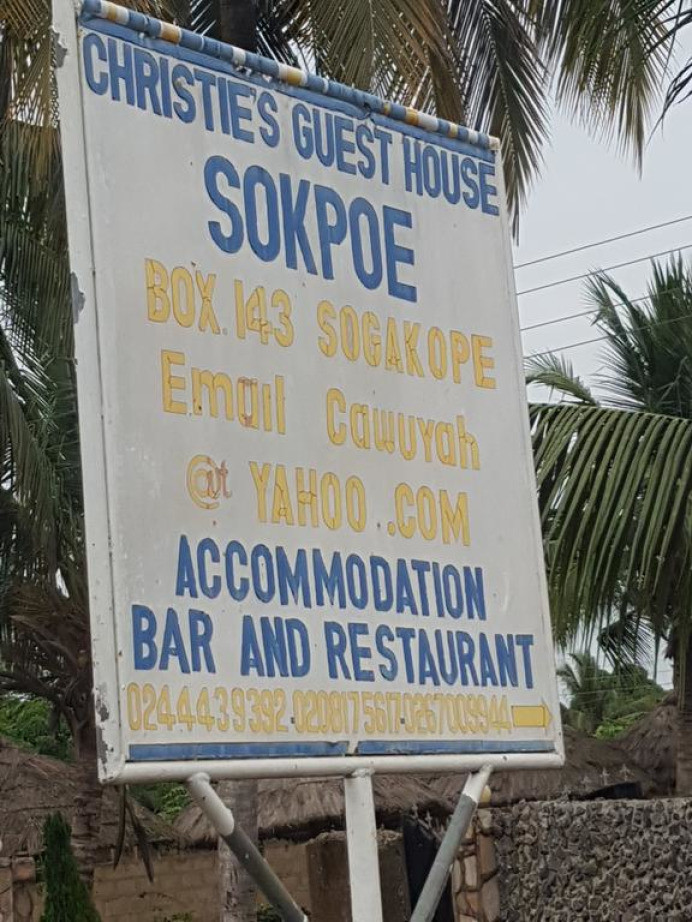 CHRISTIE'S GUEST HOUSE
SOKPOE
BOX.143 SOGAKOPE
Email Cawuyah
@t YAHOO .COM
ACCOMMODATION
BAR AND RESTAURANT
0244439392.0208175617.0267009944